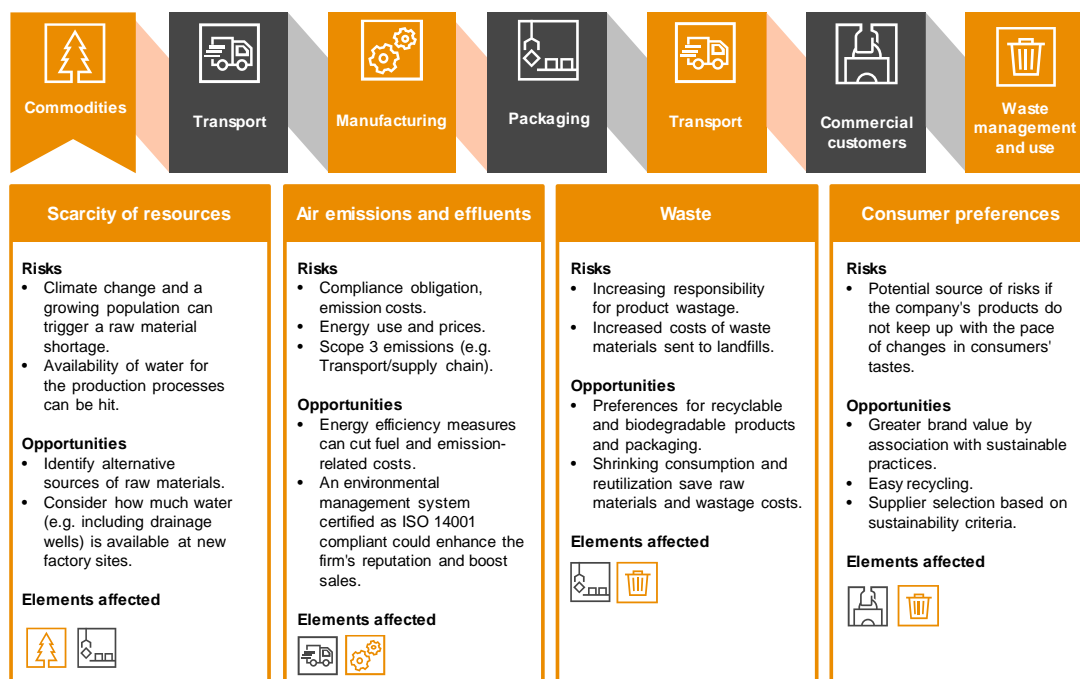 Commodities
Transport
Manufacturing
Packaging
Transport
Commercial
customers
Waste
management
and use
Scarcity of resources
Risks
• Climate change and a
growing population can
trigger a raw material
shortage.
• Availability of water for
the production processes
can be hit.
Opportunities
• Identify alternative
sources of raw materials.
• Consider how much water
(e.g. including drainage
wells) is available at new
factory sites.
Elements affected
Air emissions and effluents
Risks
• Compliance obligation,
emission costs.
• Energy use and prices.
• Scope 3 emissions (e.g.
Transport/supply chain).
Opportunities
• Energy efficiency measures
can cut fuel and emission-
related costs.
• An environmental
management system
certified as ISO 14001
compliant could enhance the
firm's reputation and boost
sales.
Elements affected
Waste
Risks
• Increasing responsibility
for product wastage.
• Increased costs of waste
materials sent to landfills.
Opportunities
• Preferences for recyclable
and biodegradable products
and packaging.
• Shrinking consumption and
reutilization save raw
materials and wastage costs.
Elements affected
Consumer preferences
Risks
• Potential source of risks if
the company's products do
not keep up with the pace
of changes in consumers'
tastes.
Opportunities
• Greater brand value by
association with sustainable
practices.
• Easy recycling.
• Supplier selection based on
sustainability criteria.
Elements affected